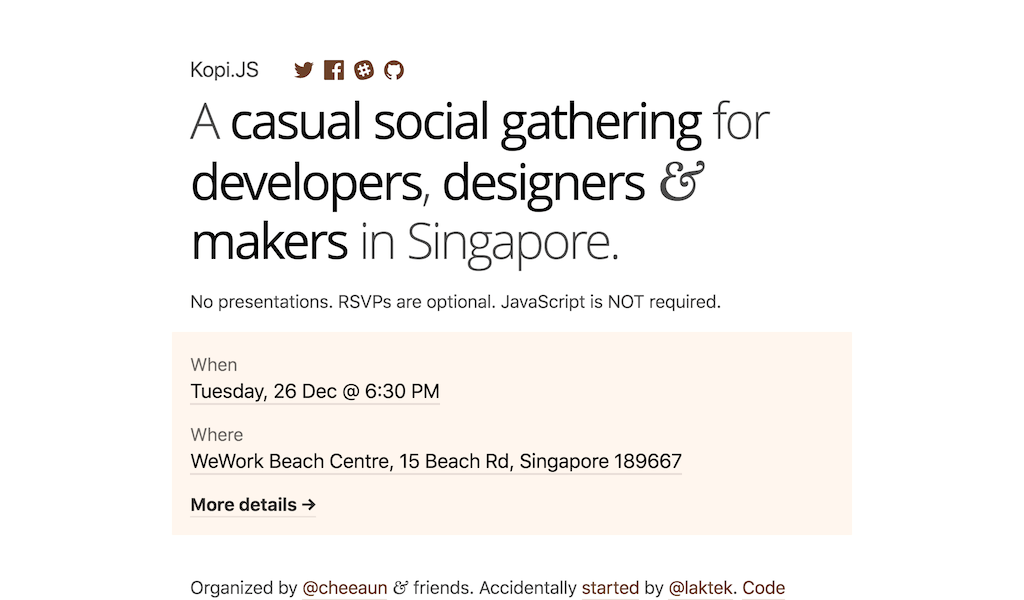 Kopi.JS
A casual social gathering for
developers, designers &
makers in Singapore.
No presentations. RSVPs are optional. JavaScript is NOT required.
When
Tuesday, 26 Dec @ 6:30 PM
Where
WeWork Beach Centre, 15 Beach Rd, Singapore 189667
More details →
Organized by @cheeaun & friends. Accidentally started by @laktek. Code